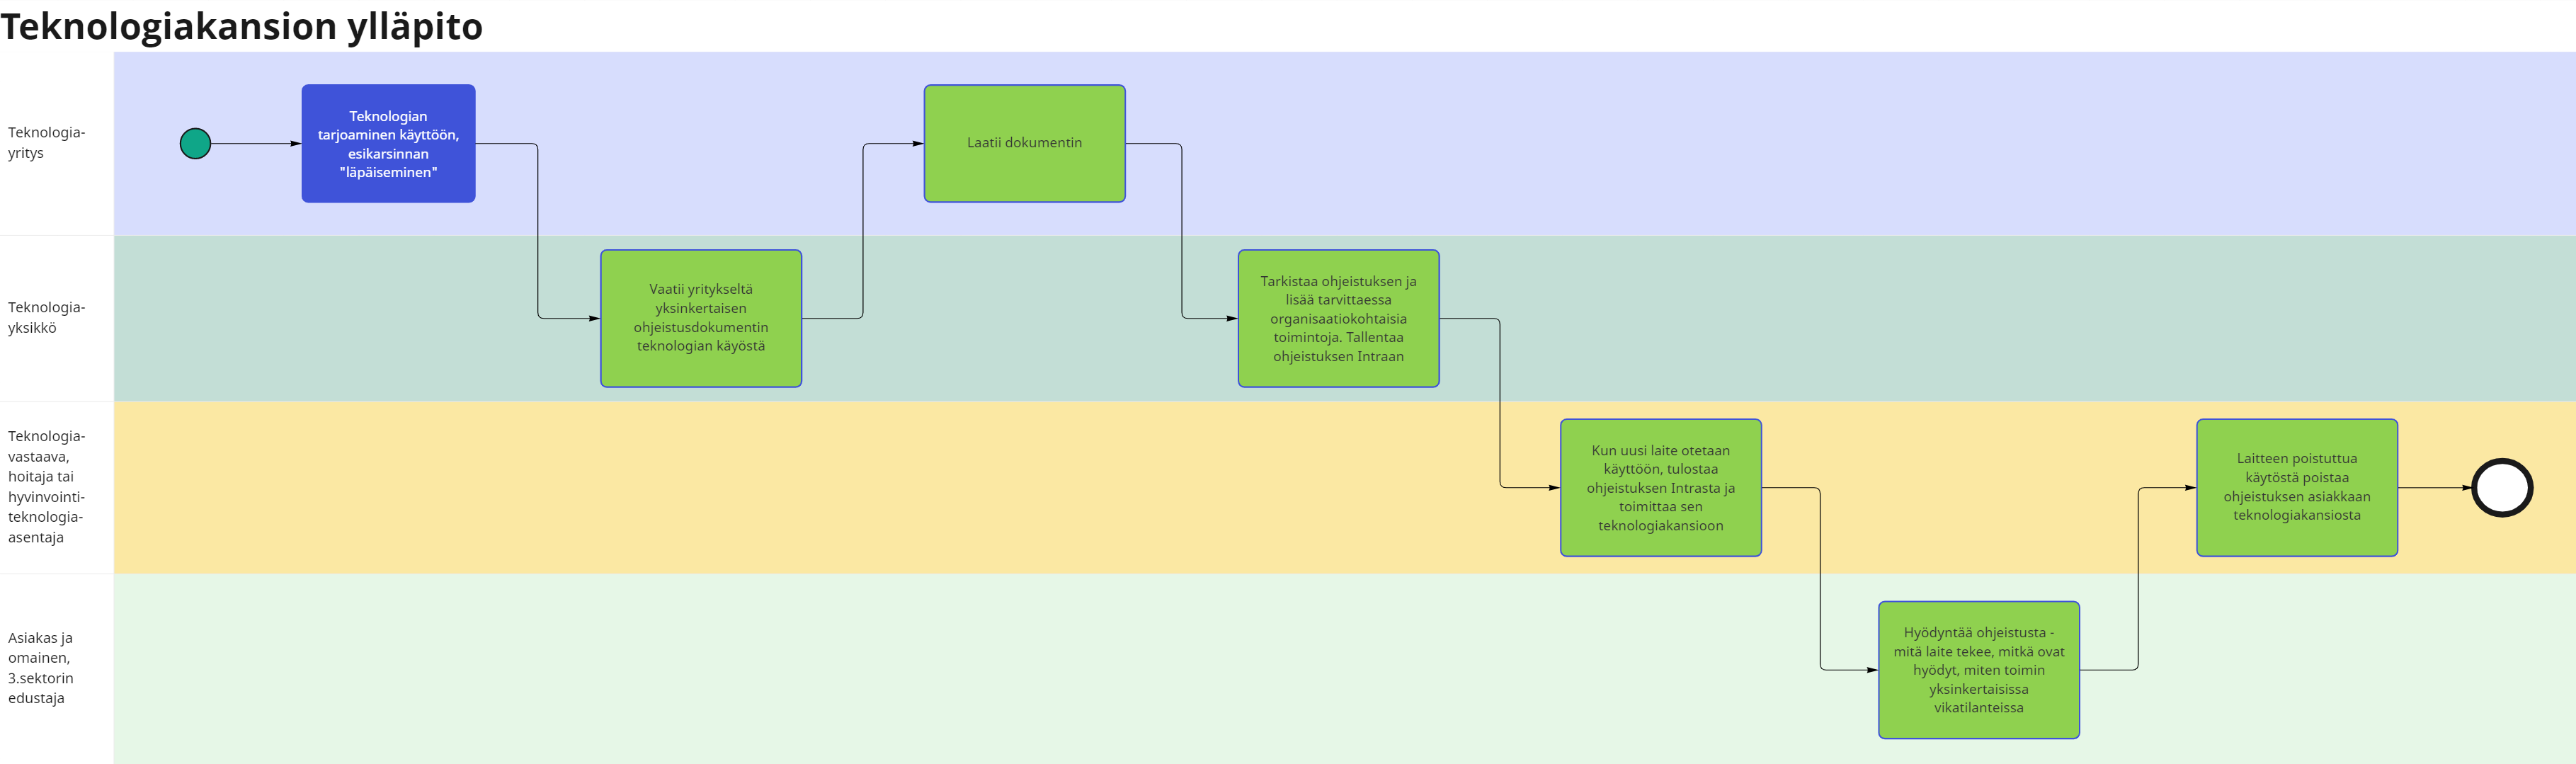 Teknologiakansion ylläpito
Teknologia-
yritys
Teknologian
tarjoaminen käyttöön,
esikarsinnan
"läpäiseminen"
Laatii dokumentin
Teknologia-
yksikkö
Vaatii yritykseltä
yksinkertaisen
ohjeistusdokumentin
teknologian käyöstä
Tarkistaa ohjeistuksen ja
lisää tarvittaessa
organisaatiokohtaisia
toimintoja. Tallentaa
ohjeistuksen Intraan
Teknologia-
vastaava,
hoitaja tai
hyvinvointi-
teknologia-
asentaja
Kun uusi laite otetaan
käyttöön, tulostaa
ohjeistuksen Intrasta ja
toimittaa sen
teknologiakansioon
Laitteen poistuttua
käytöstä poistaa
ohjeistuksen asiakkaan
teknologiakansiosta
Asiakas ja
omainen,
3.sektorin
edustaja
Hyödyntää ohjeistusta -
mitä laite tekee, mitkä ovat
hyödyt, miten toimin
yksinkertaisissa
vikatilanteissa